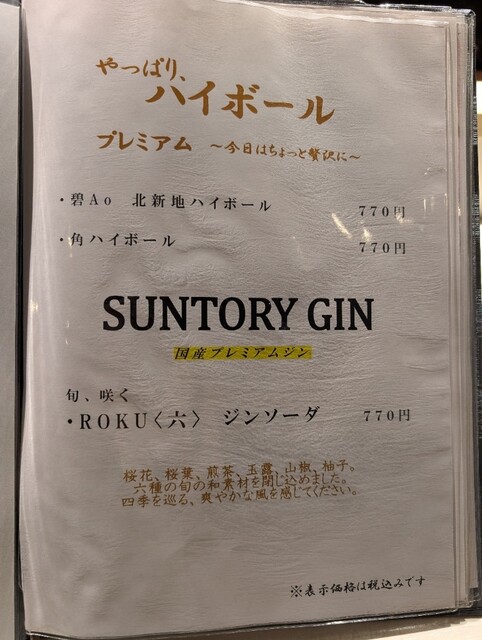 やっぱり、
ハイボール
プレミアム ～今日はちょっと贅沢に～
・碧Ao 北新地ハイボール 770円
・角ハイボール 770円
SUNTORY GIN
国産プレミアムジン
旬、咲く
・ROKU〈六〉 ジンソーダ 770円
桜花、桜葉、煎茶、玉露、山椒、柚子。
六種の旬の和素材を閉じ込めました。
四季を巡る、爽やかな風を感じてください。
※表示価格は税込みです